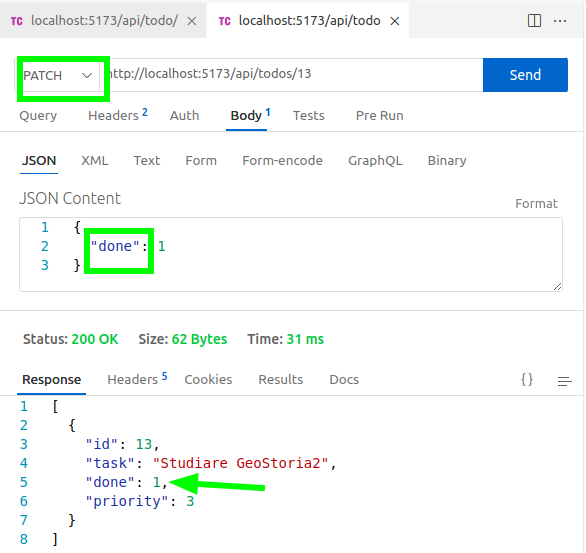 TC localhost:5173/api/todo/ TC localhost:5173/api/todo
PATCH http://localhost:5173/api/todos/13 Send
Query Headers 2 Auth Body 1 Tests Pre Run
JSON XML Text Form Form-encode GraphQL Binary
JSON Content Format
1 {
2 "done": 1
3 }
Status: 200 OK Size: 62 Bytes Time: 31 ms
Response Headers 5 Cookies Results Docs {}
1 [
2 {
3 "id": 13,
4 "task": "Studiare GeoStoria2",
5 "done": 1,
6 "priority": 3
7 }
8 ]